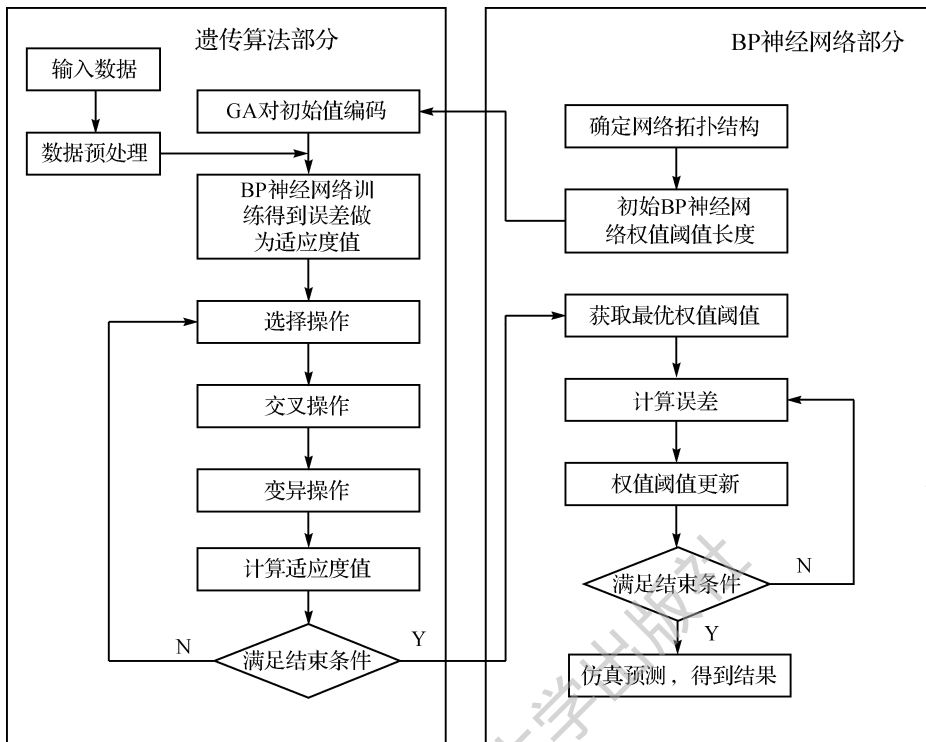 遗传算法部分
输入数据
数据预处理
GA对初始值编码
BP神经网络训
练得到误差做
为适应度值
选择操作
交叉操作
变异操作
计算适应度值
满足结束条件
N
Y
BP神经网络部分
确定网络拓扑结构
初始BP神经网
络权值阈值长度
获取最优权值阈值
计算误差
权值阈值更新
满足结束条件
N
Y
仿真预测，得到结果
大学出版社